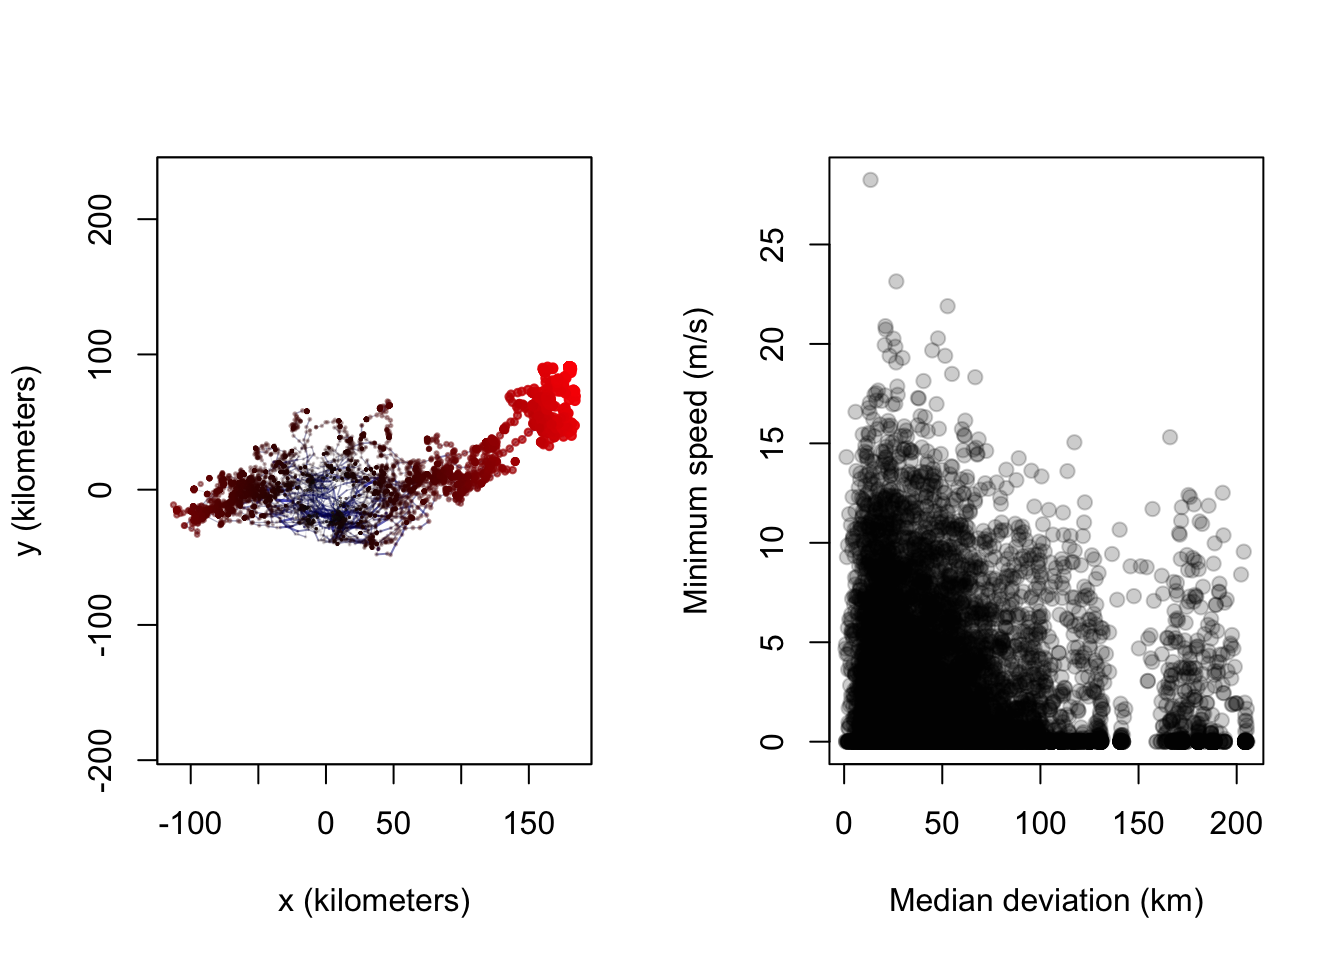 200
100
0
-100
-200
y (kilometers)
-100 0 50 150
x (kilometers)
25
20
15
10
5
0
Minimum speed (m/s)
0 50 100 150 200
Median deviation (km)